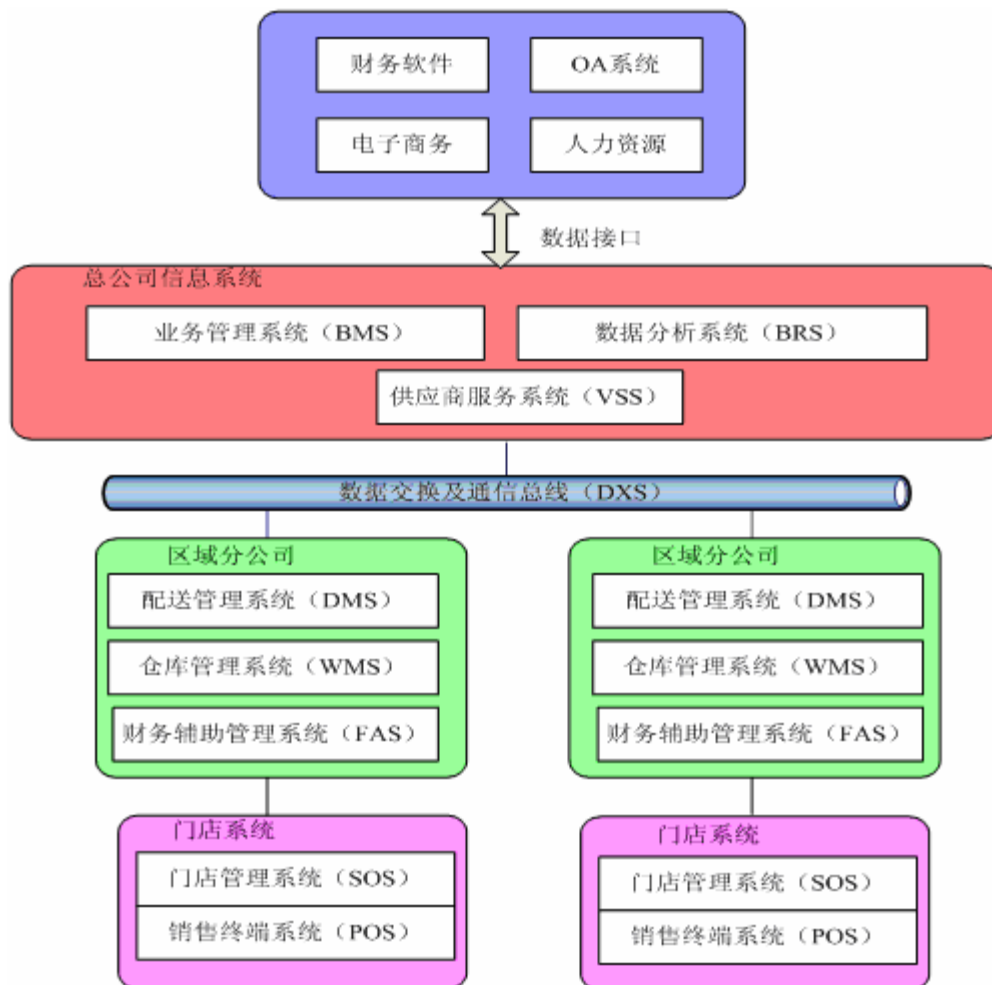 财务软件
OA系统
电子商务
人力资源
数据接口
总公司信息系统
业务管理系统（BMS）
数据分析系统（BRS）
供应商服务系统（VSS）
数据交换及通信总线（DXS）
区域分公司
配送管理系统（DMS）
仓库管理系统（WMS）
财务辅助管理系统（FAS）
区域分公司
配送管理系统（DMS）
仓库管理系统（WMS）
财务辅助管理系统（FAS）
门店系统
门店管理系统（SOS）
销售终端系统（POS）
门店系统
门店管理系统（SOS）
销售终端系统（POS）